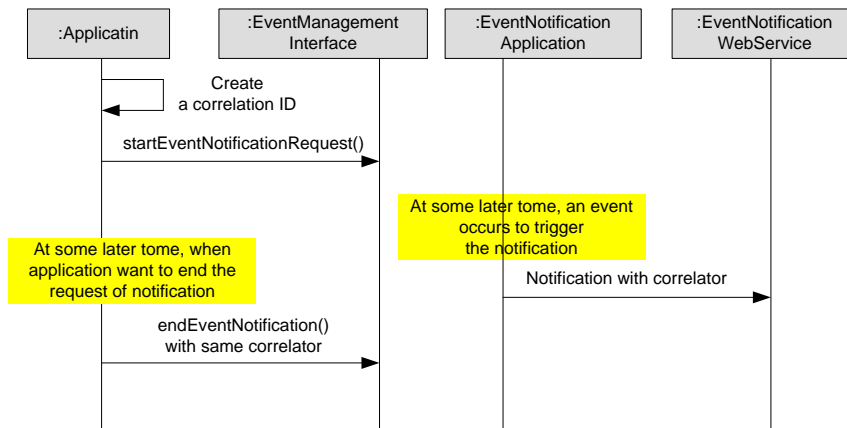 :Applicatin
:EventManagement
Interface
:EventNotification
Application
:EventNotification
WebService
Create
a correlation ID
startEventNotificationRequest()
At some later tome, an event
occurs to trigger
the notification
At some later tome, when
application want to end the
request of notification
Notification with correlator
endEventNotification()
with same correlator